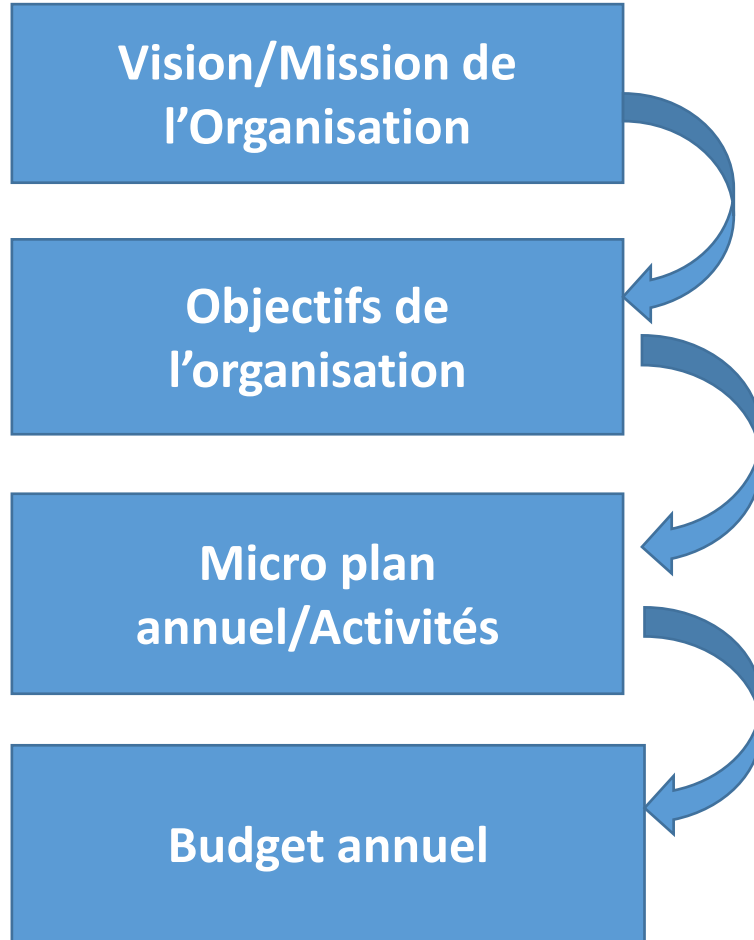 Vision/Mission de
l’Organisation
Objectifs de
l’organisation
Micro plan
annuel/Activités
Budget annuel